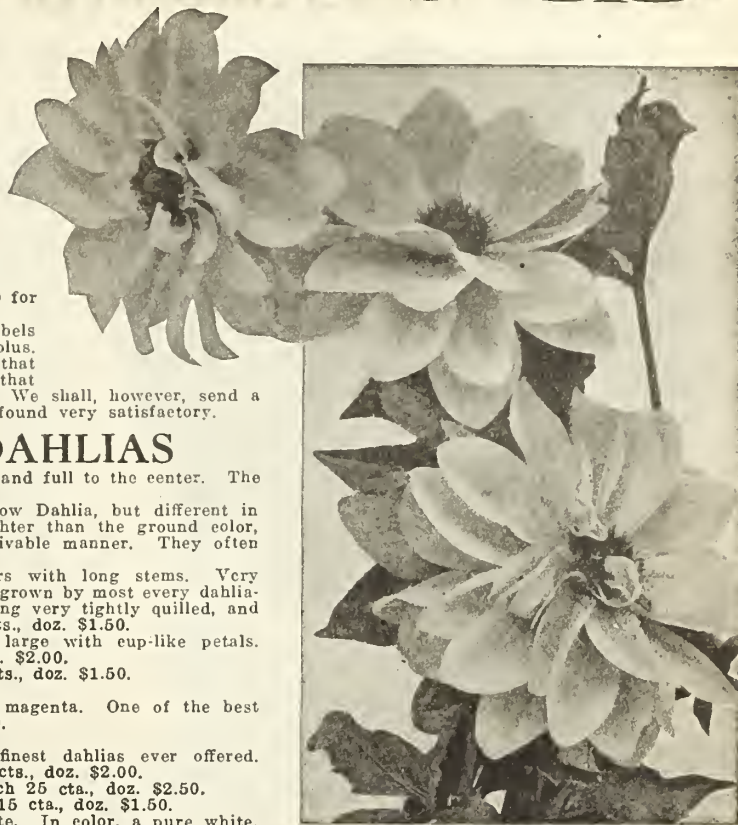 for
bels
plus.
that
that
We shall, however, send a
found very satisfactory.
DAHLIAS
and full to the center. The
ow Dahlia, but different in
hter than the ground color,
ivable manner. They often
rs with long stems. Very
grown by most every dahlia-
ng very tightly quilled, and
ts., doz. $1.50.
large with cup-like petals.
. $2.00.
ts., doz. $1.50.
magenta. One of the best
finest dahlias ever offered.
cts., doz. $2.00.
ch 25 cts., doz. $2.50.
15 cts., doz. $1.50.
te. In color, a pure white,